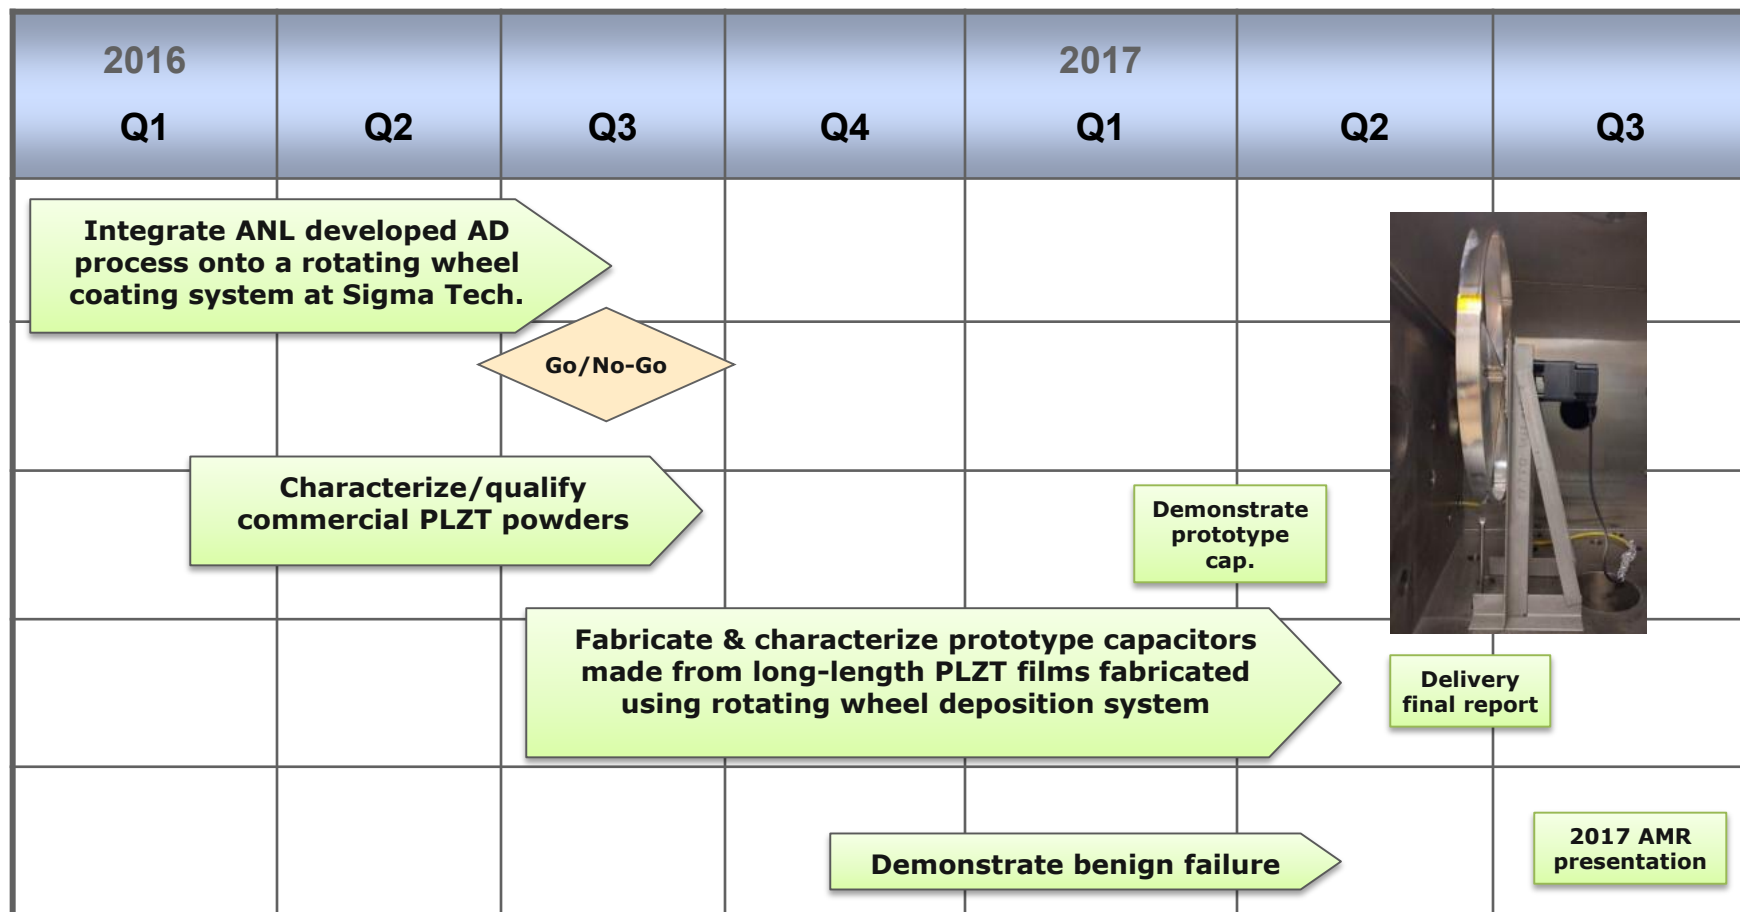 2016
2017
Q1
Q2
Q3
Q4
Q1
Q2
Q3
Integrate ANL developed AD
process onto a rotating wheel
coating system at Sigma Tech.
Go/No-Go
Characterize/qualify
commercial PLZT powders
Demonstrate
prototype
cap.
Fabricate & characterize prototype capacitors
made from long-length PLZT films fabricated
using rotating wheel deposition system
Delivery
final report
Demonstrate benign failure
2017 AMR
presentation